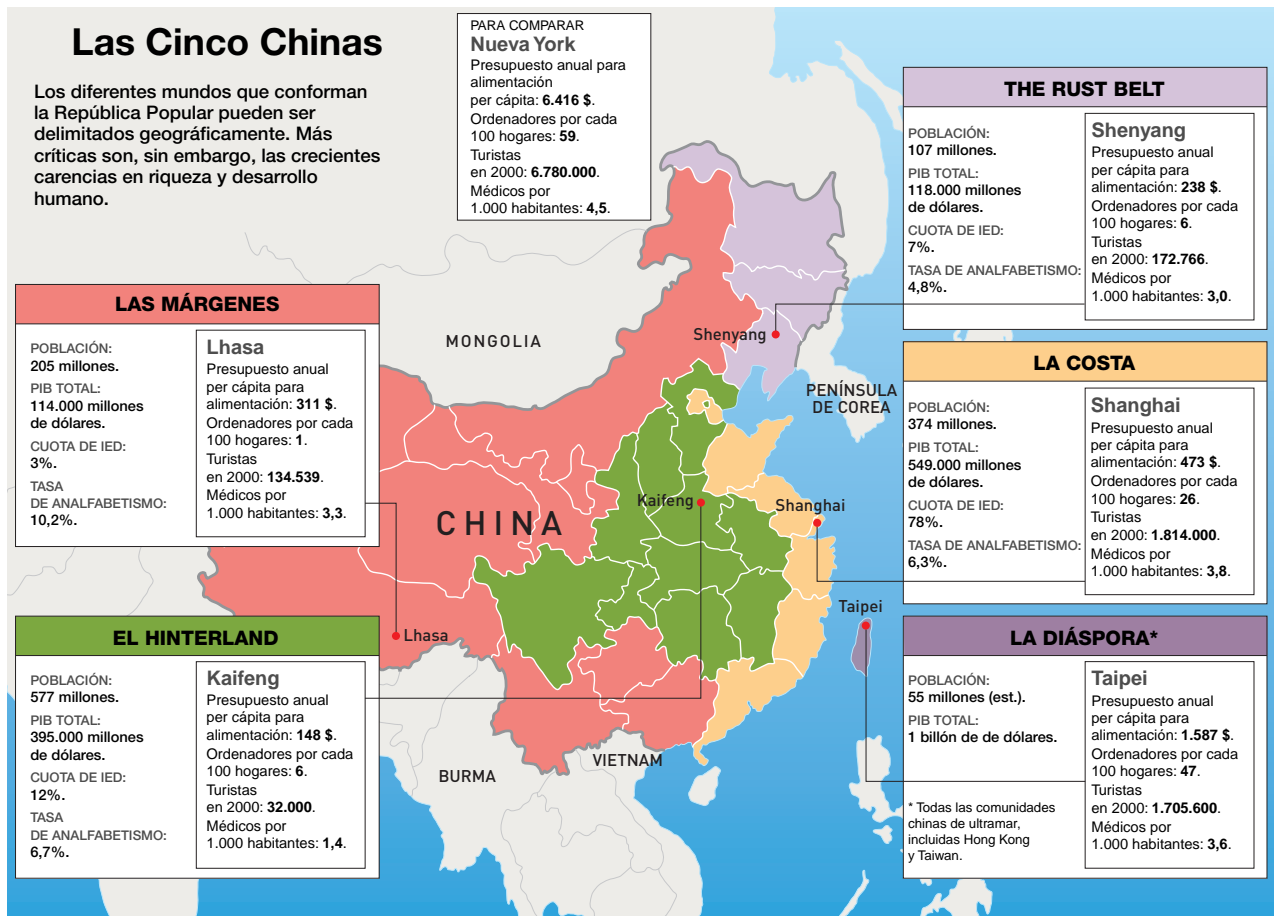 Las Cinco Chinas
Los diferentes mundos que conforman
la República Popular pueden ser
delimitados geográficamente. Más
críticas son, sin embargo, las crecientes
carencias en riqueza y desarrollo
humano.
PARA COMPARAR
Nueva York
Presupuesto anual para
alimentación
per cápita: 6.416 $.
Ordenadores por cada
100 hogares: 59.
Turistas
en 2000: 6.780.000.
Médicos por
1.000 habitantes: 4,5.
THE RUST BELT
POBLACIÓN:
107 millones.
PIB TOTAL:
118.000 millones
de dólares.
CUOTA DE IED:
7%.
TASA DE ANALFABETISMO:
4,8%.
Shenyang
Presupuesto anual
per cápita para
alimentación: 238 $.
Ordenadores por cada
100 hogares: 6.
Turistas
en 2000: 172.766.
Médicos por
1.000 habitantes: 3,0.
LAS MÁRGENES
POBLACIÓN:
205 millones.
PIB TOTAL:
114.000 millones
de dólares.
CUOTA DE IED:
3%.
TASA
DE ANALFABETISMO:
10,2%.
Lhasa
Presupuesto anual
per cápita para
alimentación: 311 $.
Ordenadores por cada
100 hogares: 1.
Turistas
en 2000: 134.539.
Médicos por
1.000 habitantes: 3,3.
LA COSTA
POBLACIÓN:
374 millones.
PIB TOTAL:
549.000 millones
de dólares.
CUOTA DE IED:
78%.
TASA DE ANALFABETISMO:
6,3%.
Shanghai
Presupuesto anual
per cápita para
alimentación: 473 $.
Ordenadores por cada
100 hogares: 26.
Turistas
en 2000: 1.814.000.
Médicos por
1.000 habitantes: 3,8.
EL HINTERLAND
POBLACIÓN:
577 millones.
PIB TOTAL:
395.000 millones
de dólares.
CUOTA DE IED:
12%.
TASA
DE ANALFABETISMO:
6,7%.
Kaifeng
Presupuesto anual
per cápita para
alimentación: 148 $.
Ordenadores por cada
100 hogares: 6.
Turistas
en 2000: 32.000.
Médicos por
1.000 habitantes: 1,4.
LA DIÁSPORA*
POBLACIÓN:
55 millones (est.).
PIB TOTAL:
1 billón de de dólares.
* Todas las comunidades
chinas de ultramar,
incluidas Hong Kong
y Taiwan.
Taipei
Presupuesto anual
per cápita para
alimentación: 1.587 $.
Ordenadores por cada
100 hogares: 47.
Turistas
en 2000: 1.705.600.
Médicos por
1.000 habitantes: 3,6.
MONGOLIA
Shenyang
PENÍNSULA
DE COREA
Kaifeng
Shanghai
CHINA
Taipei
Lhasa
VIETNAM
BURMA